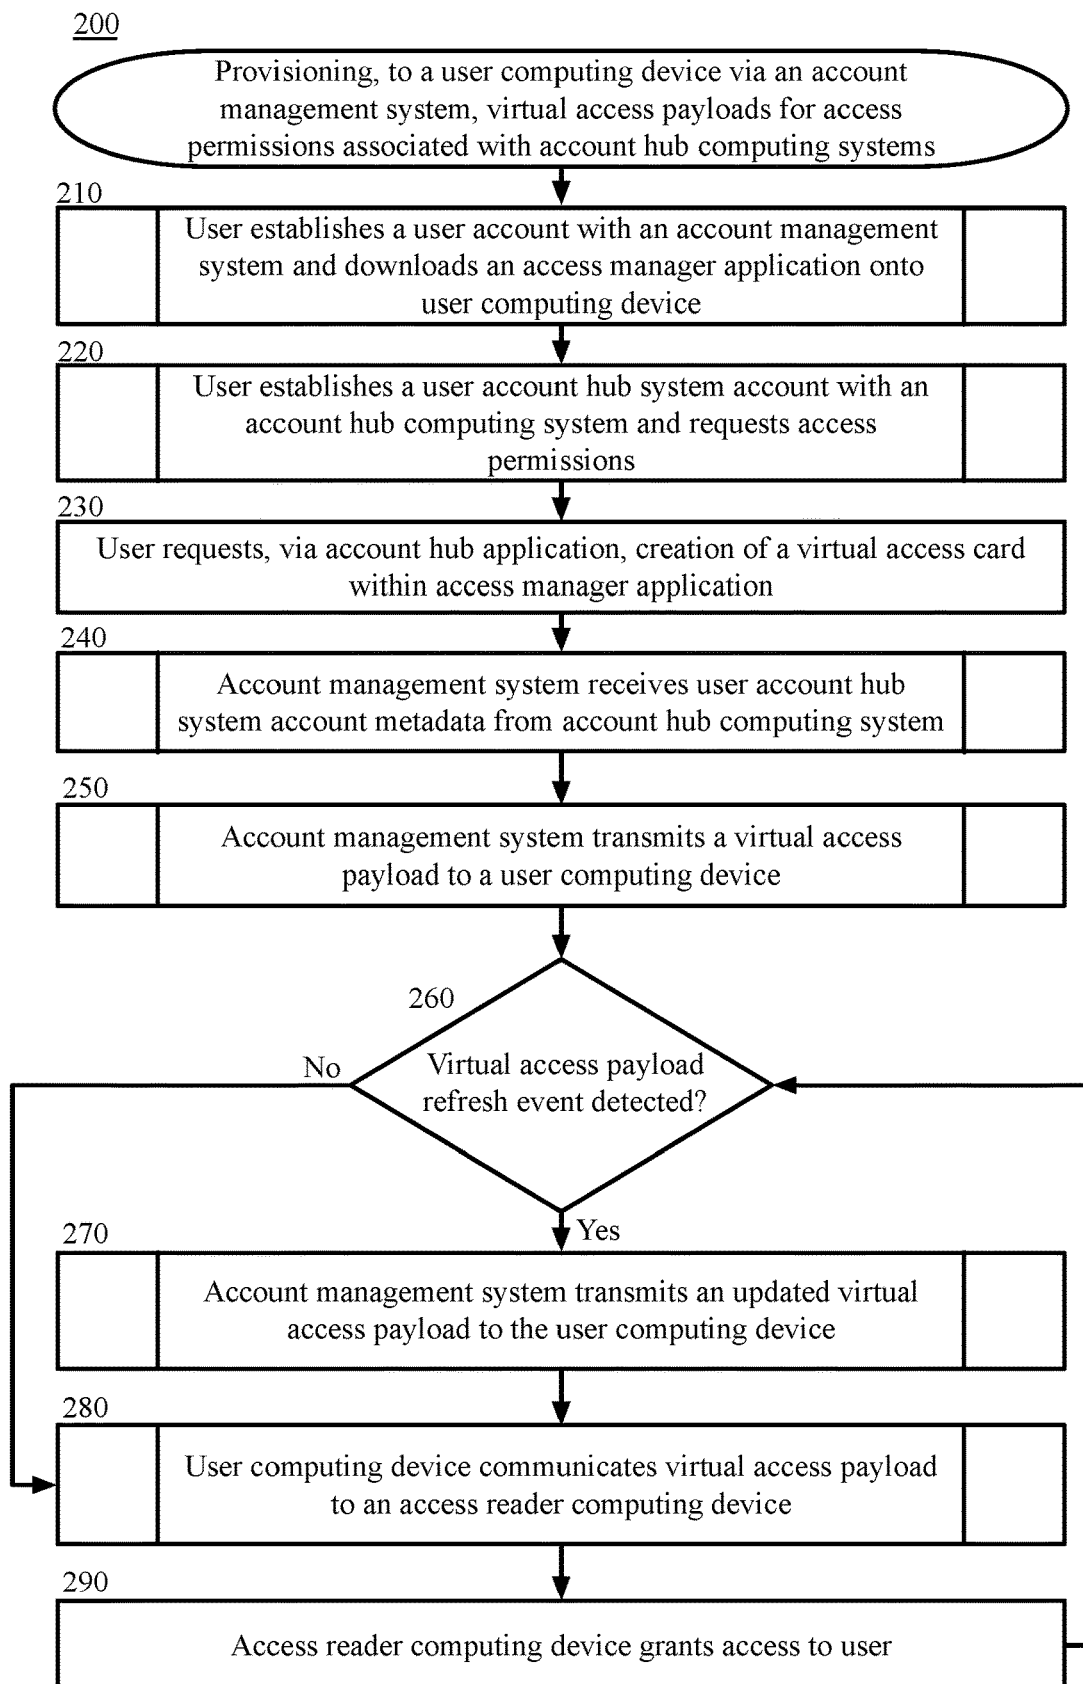 200
Provisioning, to a user computing device via an account
management system, virtual access payloads for access
permissions associated with account hub computing systems
210
User establishes a user account with an account management
system and downloads an access manager application onto
user computing device
220
User establishes a user account hub system account with an
account hub computing system and requests access
permissions
230
User requests, via account hub application, creation of a virtual access card
within access manager application
240
Account management system receives user account hub
system account metadata from account hub computing system
250
Account management system transmits a virtual access
payload to a user computing device
260
No
Virtual access payload
refresh event detected?
Yes
270
Account management system transmits an updated virtual
access payload to the user computing device
280
User computing device communicates virtual access payload
to an access reader computing device
290
Access reader computing device grants access to user